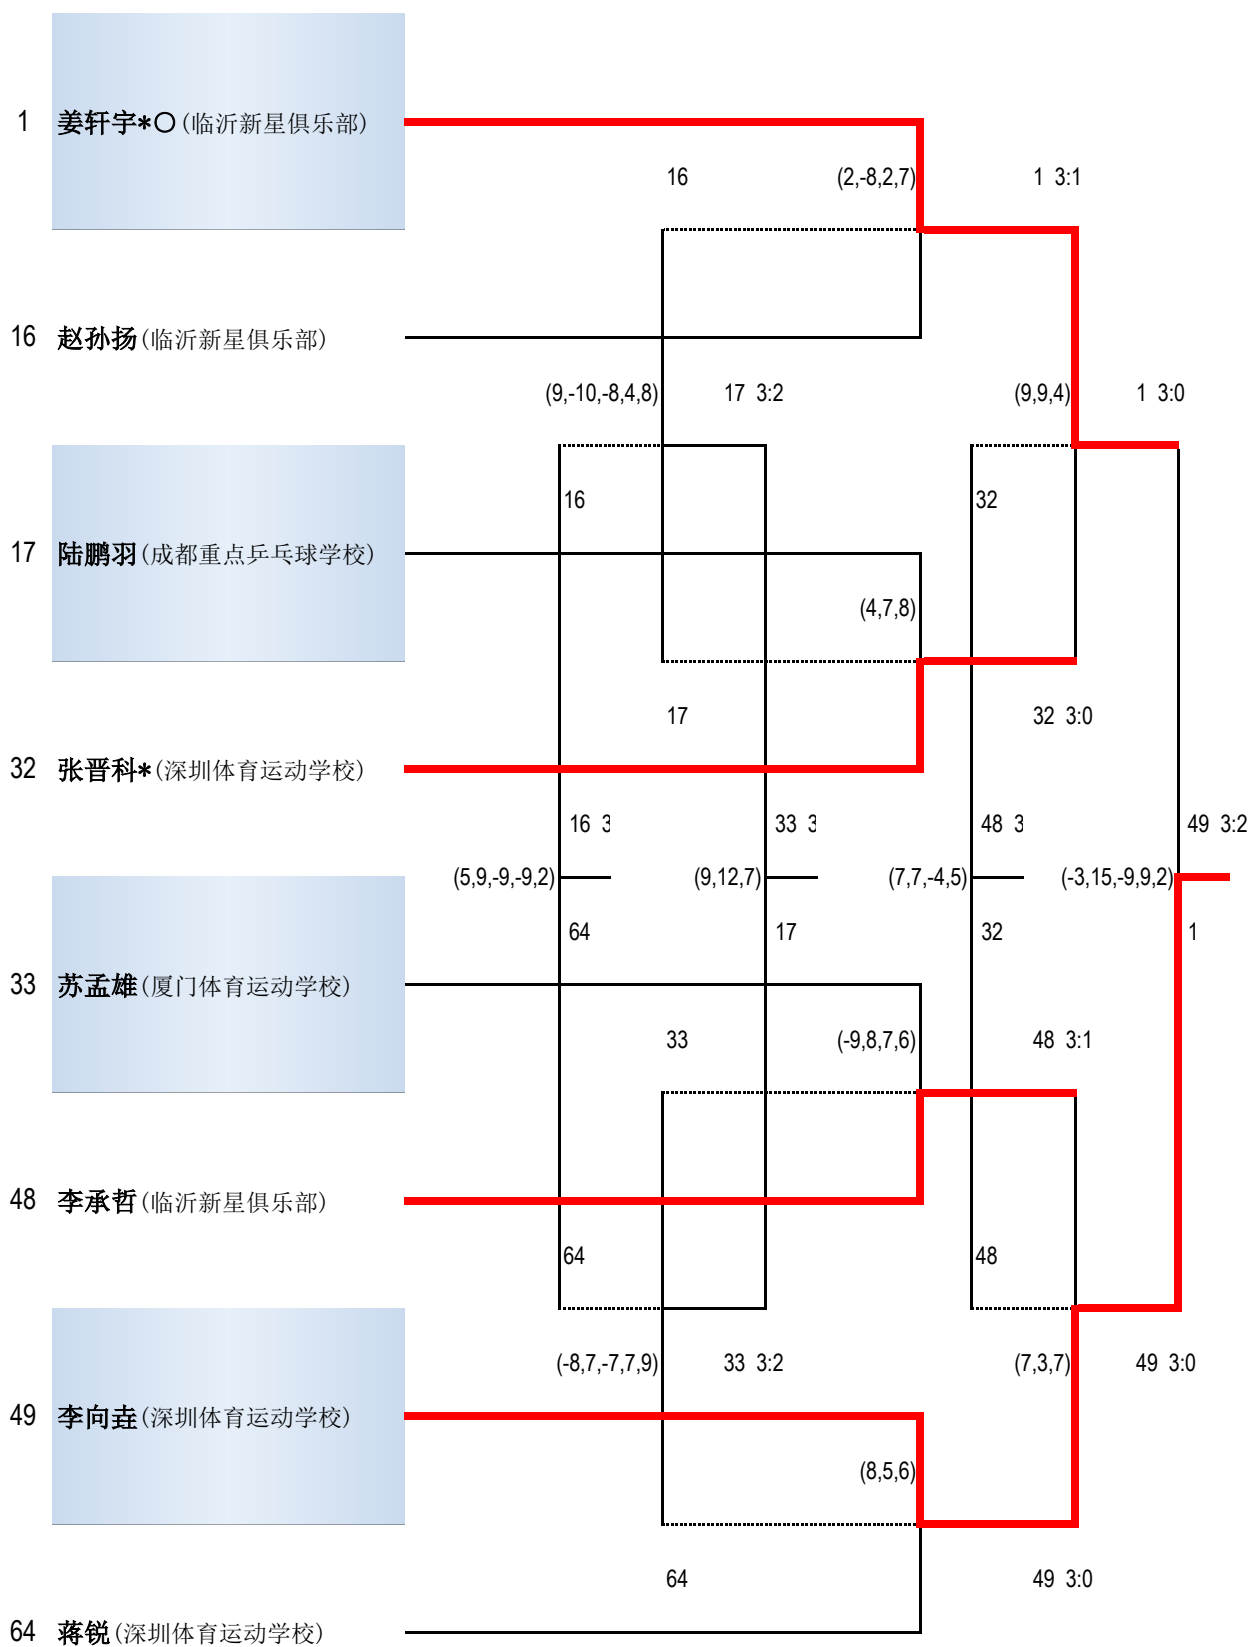 1 姜轩宇*〇(临沂新星俱乐部)
16 (2,-8,2,7) 1 3:1
16 赵孙扬(临沂新星俱乐部)
(9,-10,-8,4,8) 17 3:2 (9,9,4) 1 3:0
16 32
17 陆鹏羽(成都重点乒乓球学校)
(4,7,8)
17 32 3:0
32 张晋科*(深圳体育运动学校)
16 3 33 3 48 3 49 3:2
(5,9,-9,-9,2) (9,12,7) (7,7,-4,5) (-3,15,-9,9,2)
64 17 32 1
33 苏孟雄(厦门体育运动学校)
33 (-9,8,7,6) 48 3:1
48 李承哲(临沂新星俱乐部)
64 48
(-8,7,-7,7,9) 33 3:2 (7,3,7) 49 3:0
49 李向垚(深圳体育运动学校)
(8,5,6)
64 49 3:0
64 蒋锐(深圳体育运动学校)